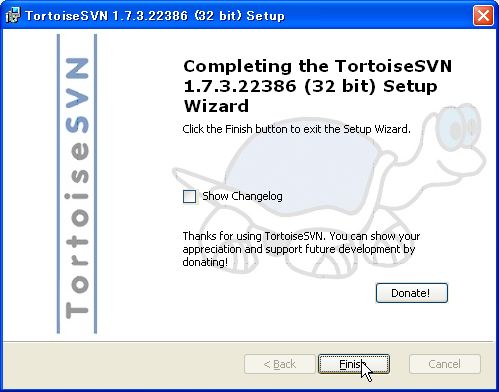 TortoiseSVN 1.7.3.22386 (32 bit) Setup
TortoiseSVN
Completing the TortoiseSVN
1.7.3.22386 (32 bit) Setup
Wizard
Click the Finish button to exit the Setup Wizard.
Show Changelog
Thanks for using TortoiseSVN. You can show your
appreciation and support future development by
donating!
Donate!
< Back
Finish
Cancel